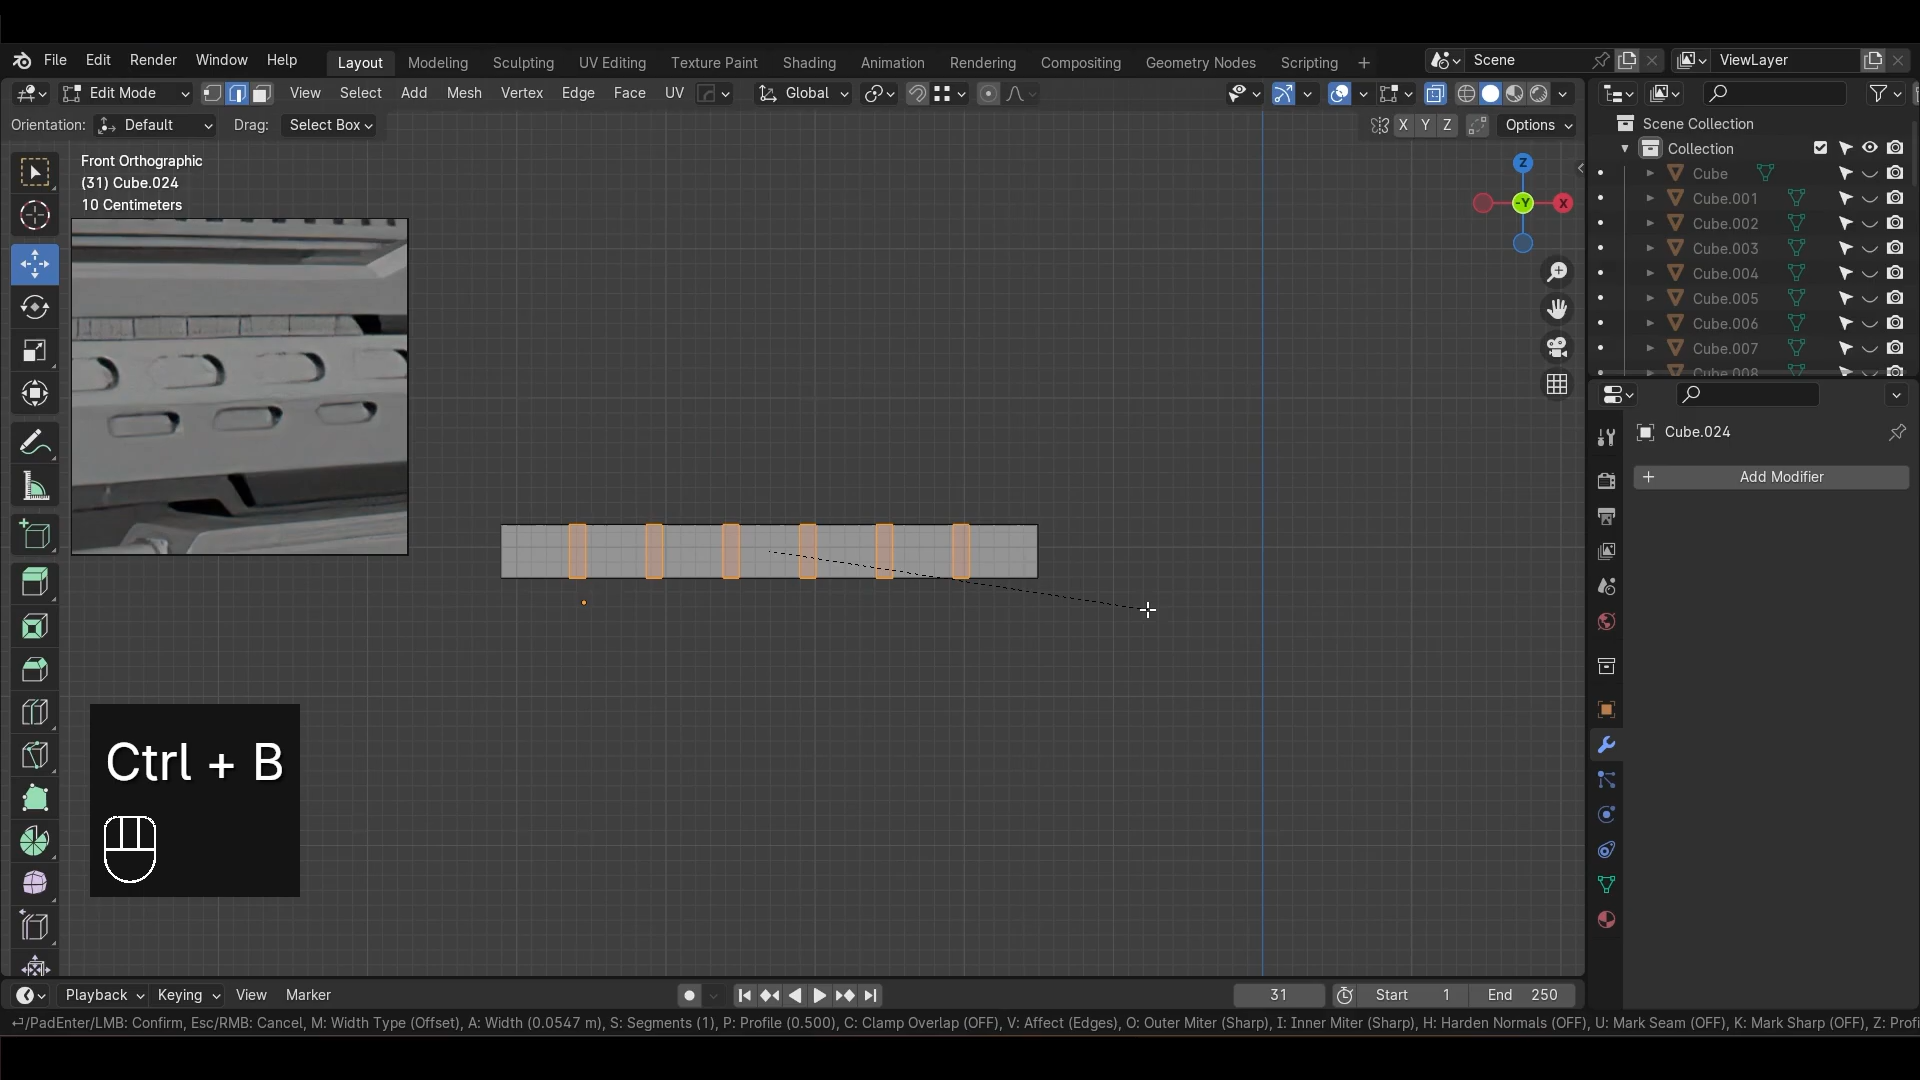 File Edit Render Window Help Layout Modeling Sculpting UV Editing Texture Paint Shading Animation Rendering Compositing Geometry Nodes Scripting + Scene ViewLayer
Edit Mode View Select Add Mesh Vertex Edge Face UV Global
Orientation: Default Drag: Select Box X Y Z Options
Scene Collection
Collection
Cube
Cube.001
Cube.002
Cube.003
Cube.004
Cube.005
Cube.006
Cube.007
Cube.008
Front Orthographic
(31) Cube.024
10 Centimeters
Z
-Y X
Cube.024
+ Add Modifier
Ctrl + B
Playback Keying View Marker 31 Start 1 End 250
/PadEnter/LMB: Confirm, Esc/RMB: Cancel, M: Width Type (Offset), A: Width (0.0547 m), S: Segments (1), P: Profile (0.500), C: Clamp Overlap (OFF), V: Affect (Edges), O: Outer Miter (Sharp), I: Inner Miter (Sharp), H: Harden Normals (OFF), U: Mark Seam (OFF), K: Mark Sharp (OFF), Z: Profi